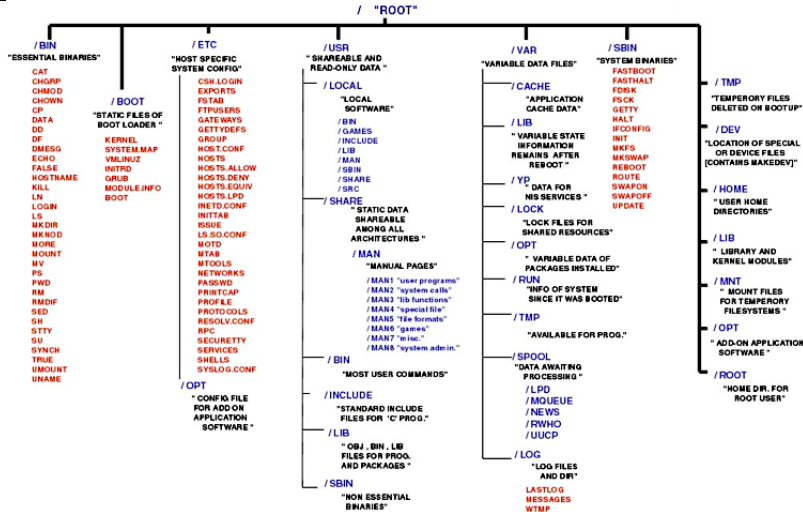 / "ROOT"
/ BIN
"ESSENTIAL BINARIES"
CAT
CHGRP
CHMOD
CHOWN
CP
DATA
DD
DF
DMESG
ECHO
FALSE
HOSTNAME
KILL
LN
LOGIN
LS
MKDIR
MKNOD
MORE
MOUNT
MV
PS
PWD
RM
RMDIF
SED
SH
STTY
SU
SYNCH
TRUE
UMOUNT
UNAME
/ BOOT
"STATIC FILES OF
BOOT LOADER "
KERNEL
SYSTEM.MAP
VMLINUZ
INITRD
GRUB
MODULE.INFO
BOOT
/ ETC
"HOST SPECIFIC
SYSTEM CONFIG"
CSH.LOGIN
EXPORTS
FSTAB
FTPUSERS
GATEWAYS
GETTYDEFS
GROUP
HOST.CONF
HOSTS
HOSTS.ALLOW
HOSTS.DENY
HOSTS.EQUIV
HOSTS.LPD
INETD.CONF
INITTAB
ISSUE
LS.SO.CONF
MOTD
MTAB
MTOOLS
NETWORKS
PASSWD
PRINTCAP
PROFILE
PROTOCOLS
RESOLV.CONF
RPC
SECURETTY
SERVICES
SHELLS
SYSLOG.CONF
/ OPT
" CONFIG FILE
FOR ADD ON
APPLICATION
SOFTWARE "
/ USR
" SHAREABLE AND
READ-ONLY DATA "
/ LOCAL
"LOCAL
SOFTWARE"
/ BIN
/ GAMES
/ INCLUDE
/ LIB
/ MAN
/ SBIN
/ SHARE
/ SRC
/ SHARE
" STATIC DATA
SHAREABLE
AMONG ALL
ARCHITECTURES "
/ MAN
"MANUAL PAGES"
/ MAN1 "user programs"
/ MAN2 "system calls"
/ MAN3 "lib functions"
/ MAN4 "special file"
/ MAN5 "file formats"
/ MAN6 "games"
/ MAN7 "misc."
/ MAN8 "system admin."
/ BIN
"MOST USER COMMANDS"
/ INCLUDE
"STANDARD INCLUDE
FILES FOR 'C' PROG."
/ LIB
" OBJ , BIN , LIB
FILES FOR PROG.
AND PACKAGES "
/ SBIN
"NON ESSENTIAL
BINARIES"
/ VAR
"VARIABLE DATA FILES"
/ CACHE
"APPLICATION
CACHE DATA"
/ LIB
" VARIABLE STATE
INFORMATION
REMAINS AFTER
REBOOT "
/ YP
" DATA FOR
NIS SERVICES "
/ LOCK
"LOCK FILES FOR
SHARED RESOURCES"
/ OPT
" VARIABLE DATA OF
PACKAGES INSTALLED"
/ RUN
"INFO OF SYSTEM
SINCE IT WAS BOOTED"
/ TMP
"AVAILABLE FOR PROG."
/ SPOOL
"DATA AWAITING
PROCESSING "
/ LPD
/ MQUEUE
/ NEWS
/ RWHO
/ UUCP
/ LOG
"LOG FILES
AND DIR"
LASTLOG
MESSAGES
WTMP
/ SBIN
"SYSTEM BINARIES"
FASTBOOT
FASTHALT
FDISK
FSCK
GETTY
HALT
IFCONFIG
INIT
MKFS
MKSWAP
REBOOT
ROUTE
SWAPON
SWAPOFF
UPDATE
/ TMP
"TEMPERORY FILES
DELETED ON BOOTUP"
/ DEV
"LOCATION OF SPECIAL
OR DEVICE FILES
[CONTAINS MAKEDEV]"
/ HOME
" USER HOME
DIRECTORIES"
/ LIB
" LIBRARY AND
KERNEL MODULES"
/ MNT
" MOUNT FILES
FOR TEMPERORY
FILESYSTEMS "
/ OPT
"ADD-ON APPLICATION
SOFTWARE "
/ ROOT
"HOME DIR. FOR
ROOT USER"